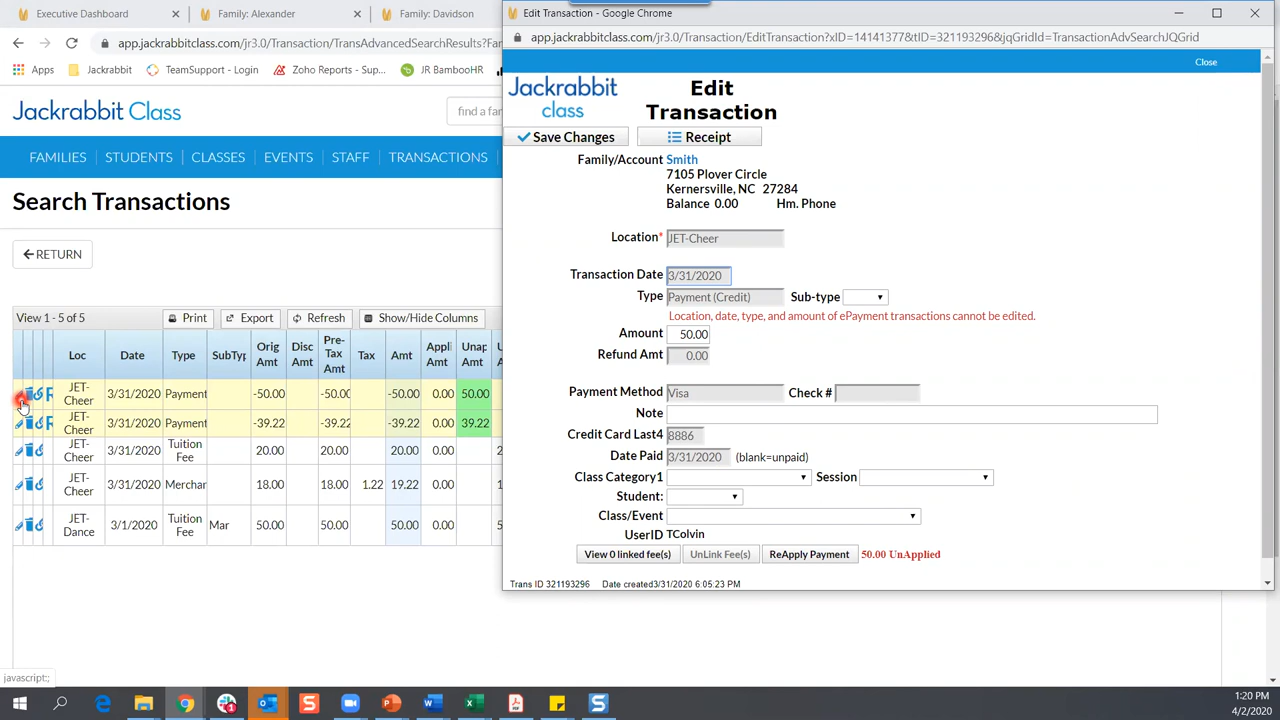 Executive Dashboard
Family: Alexander
Family: Davidson
Edit Transaction - Google Chrome
app.jackrabbitclass.com/jr3.0/Transaction/TransAdvancedSearchResults?Fa
app.jackrabbitclass.com/jr3.0/Transaction/EditTransaction?xID=14141377&tID=321193296&jqGridId=TransactionAdvSearchJQGrid
Apps
Jackrabbit
TeamSupport - Login
Zoho Reports - Sup...
JR BambooHR
Close
Jackrabbit Class
find a fa
FAMILIES
STUDENTS
CLASSES
EVENTS
STAFF
TRANSACTIONS
Search Transactions
RETURN
View 1 - 5 of 5
Print
Export
Refresh
Show/Hide Columns
Loc Date Type SubTyp Orig Amt Disc Amt Pre-Tax Amt Tax Amt Appli Amt Unap Amt
JET-Cheer 3/31/2020 Payment -50.00 -50.00 -50.00 0.00 50.00
JET-Cheer 3/31/2020 Payment -39.22 -39.22 -39.22 0.00 39.22
JET-Cheer 3/31/2020 Tuition Fee 20.00 20.00 20.00 0.00 2
JET-Cheer 3/31/2020 Merchar 18.00 18.00 1.22 19.22 0.00 1
JET-Dance 3/1/2020 Tuition Fee Mar 50.00 50.00 50.00 0.00 5
Jackrabbit class
Edit Transaction
Save Changes
Receipt
Family/Account Smith
7105 Plover Circle
Kernersville, NC 27284
Balance 0.00 Hm. Phone
Location* JET-Cheer
Transaction Date 3/31/2020
Type Payment (Credit) Sub-type
Location, date, type, and amount of ePayment transactions cannot be edited.
Amount 50.00
Refund Amt 0.00
Payment Method Visa Check #
Note
Credit Card Last4 8886
Date Paid 3/31/2020 (blank=unpaid)
Class Category1 Session
Student:
Class/Event
UserID TColvin
View 0 linked fee(s) UnLink Fee(s) ReApply Payment 50.00 UnApplied
Trans ID 321193296 Date created3/31/2020 6:05:23 PM
javascript:;
1:20 PM
4/2/2020